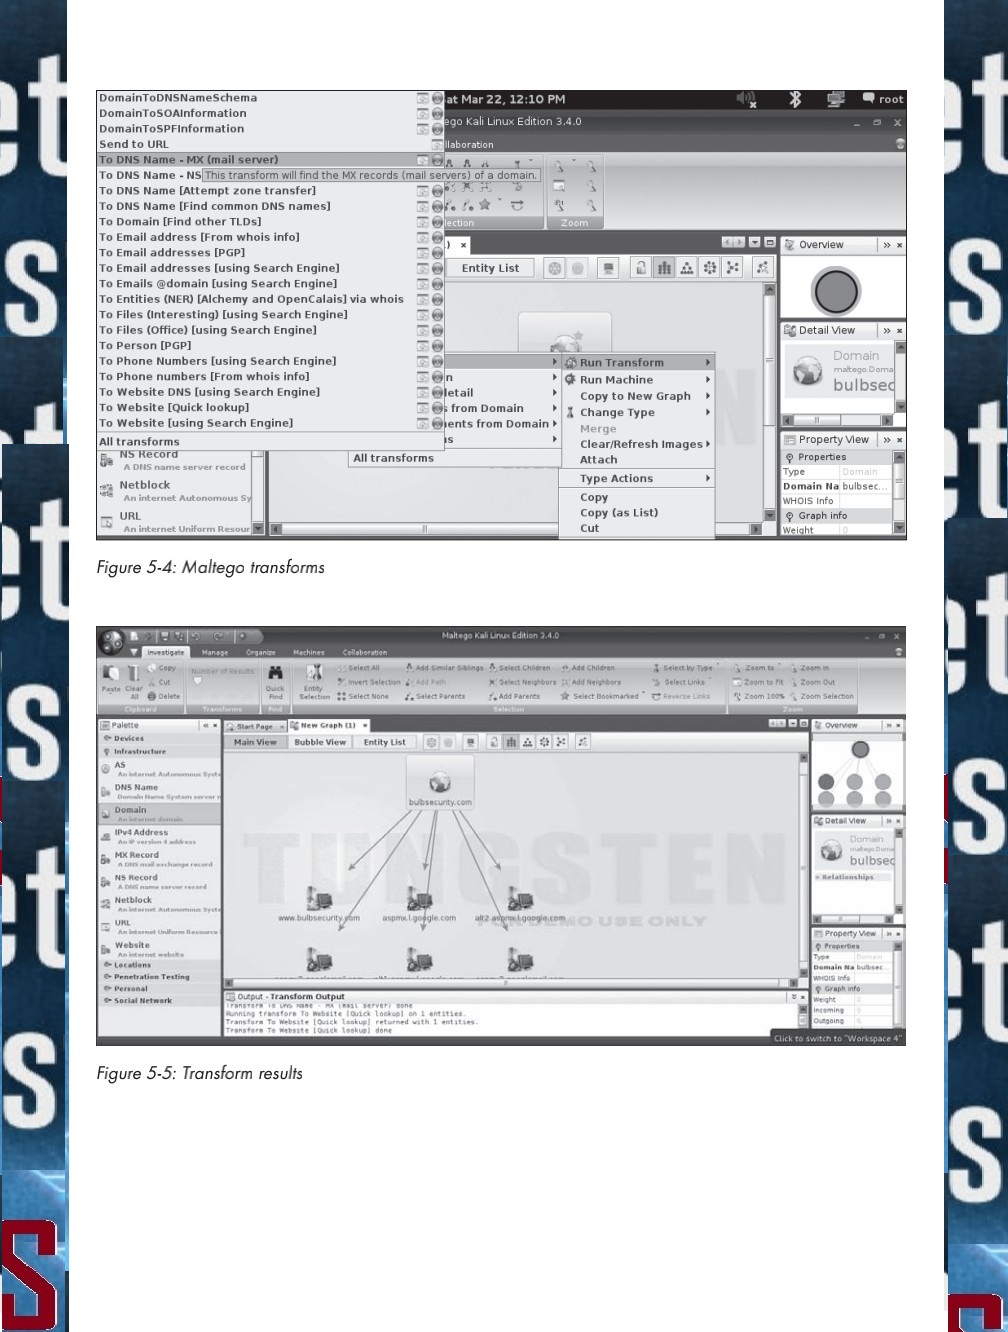 DomainToDNSNameSchema
DomainToSOAInformation
DomainToSPFInformation
Send to URL
To DNS Name - MX (mail server)
To DNS Name - NS
This transform will find the MX records (mail servers) of a domain.
To DNS Name [Attempt zone transfer]
To DNS Name [Find common DNS names]
To Domain [Find other TLDs]
To Email address [From whois info]
To Email addresses [PGP]
To Email addresses [using Search Engine]
To Emails @domain [using Search Engine]
To Entities (NER) [Alchemy and OpenCalais] via whois
To Files (Interesting) [using Search Engine]
To Files (Office) [using Search Engine]
To Person [PGP]
To Phone Numbers [using Search Engine]
To Phone numbers [From whois info]
To Website DNS [using Search Engine]
To Website [Quick lookup]
To Website [using Search Engine]
All transforms
NS Record
A DNS name server record
Netblock
An internet Autonomous Sy
URL
An internet Uniform Resour
at Mar 22, 12:10 PM
root
ego Kali Linux Edition 3.4.0
llaboration
ection
Zoom
Entity List
n
etail
s from Domain
ents from Domain
ns
All transforms
Run Transform
Run Machine
Copy to New Graph
Change Type
Merge
Clear/Refresh Images
Attach
Type Actions
Copy
Copy (as List)
Cut
Overview
Detail View
Domain
maltego.Doma
bulbsec
Property View
Properties
Type Domain
Domain Na bulbsec...
WHOIS Info
Graph info
Weight 0
Figure 5-4: Maltego transforms
Maltego Kali Linux Edition 3.4.0
Investigate Manage Organize Machines Collaboration
Paste
Clear All
Copy
Cut
Delete
Clipboard
Number of Results
Transforms
Quick Find
Find
Entity Selection
Select All
Invert Selection
Select None
Add Similar Siblings
Add Path
Select Parents
Select Children
Select Neighbors
Add Parents
Add Children
Add Neighbors
Select Bookmarked
Select by Type
Select Links
Reverse Links
Selection
Zoom to
Zoom to Fit
Zoom 100%
Zoom In
Zoom Out
Zoom Selection
Zoom
Palette
Devices
Infrastructure
AS
An internet Autonomous Syst
DNS Name
Domain Name System server n
Domain
An internet domain
IPv4 Address
An IP version 4 address
MX Record
A DNS mail exchange record
NS Record
A DNS name server record
Netblock
An internet Autonomous Syst
URL
An internet Uniform Resource
Website
An internet website
Locations
Penetration Testing
Personal
Social Network
Start Page
New Graph (1)
Main View
Bubble View
Entity List
bulbsecurity.com
TUNGSTEN
FOR DEMO USE ONLY
www.bulbsecurity.com
aspmx.l.google.com
alt2.aspmx.l.google.com
Output - Transform Output
Transform To DNS Name - MX (mail server) done
Running transform To Website [Quick lookup] on 1 entities.
Transform To Website [Quick lookup] returned with 1 entities.
Transform To Website [Quick lookup] done
Overview
Detail View
Domain
maltego.Doma
bulbsec
Relationships
Property View
Properties
Type Domain
Domain Na bulbsec...
WHOIS Info
Graph info
Weight 0
Incoming 0
Outgoing 6
Click to switch to "Workspace 4"
Figure 5-5: Transform results